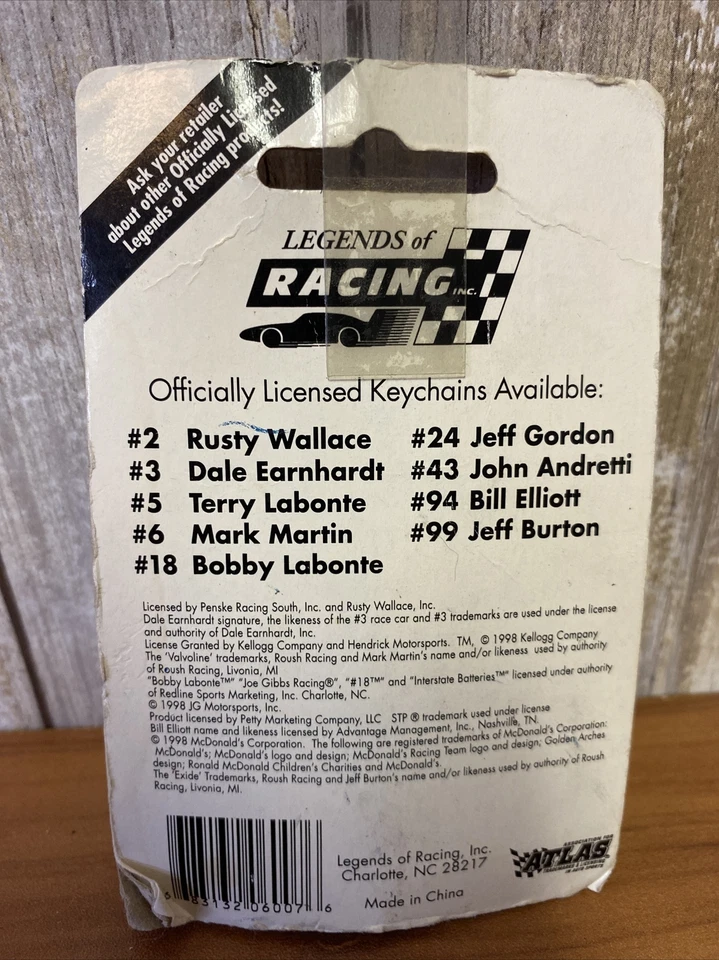 Ask your retailer
about other Officially Licensed
Legends of Racing products!
LEGENDS of
RACING INC.
Officially Licensed Keychains Available:
#2 Rusty Wallace
#3 Dale Earnhardt
#5 Terry Labonte
#6 Mark Martin
#18 Bobby Labonte
#24 Jeff Gordon
#43 John Andretti
#94 Bill Elliott
#99 Jeff Burton
Licensed by Penske Racing South, Inc. and Rusty Wallace, Inc.
Dale Earnhardt signature, the likeness of the #3 race car and #3 trademarks are used under the license
and authority of Dale Earnhardt, Inc.
License Granted by Kellogg Company and Hendrick Motorsports. TM, © 1998 Kellogg Company
The 'Valvoline' trademarks, Roush Racing and Mark Martin's name and/or likeness used by authority
of Roush Racing, Livonia, MI
"Bobby Labonte™" "Joe Gibbs Racing®", "#18™" and "Interstate Batteries™" licensed under authority
of Redline Sports Marketing, Inc. Charlotte, NC.
© 1998 JG Motorsports, Inc.
Product licensed by Petty Marketing Company, LLC STP ® trademark used under license
Bill Elliott name and likeness licensed by Advantage Management, Inc., Nashville, TN.
© 1998 McDonald's Corporation. The following are registered trademarks of McDonald's Corporation:
McDonald's; McDonald's logo and design; McDonald's Racing Team logo and design; Golden Arches
design; Ronald McDonald Children's Charities and McDonald's.
The 'Exide' Trademarks, Roush Racing and Jeff Burton's name and/or likeness used by authority of Roush
Racing, Livonia, MI.
83132 06007 6
Legends of Racing, Inc.
Charlotte, NC 28217
Made in China
ASSOCIATION FOR
ATLAS
TRADEMARKS & LICENSING
IN AUTO SPORTS